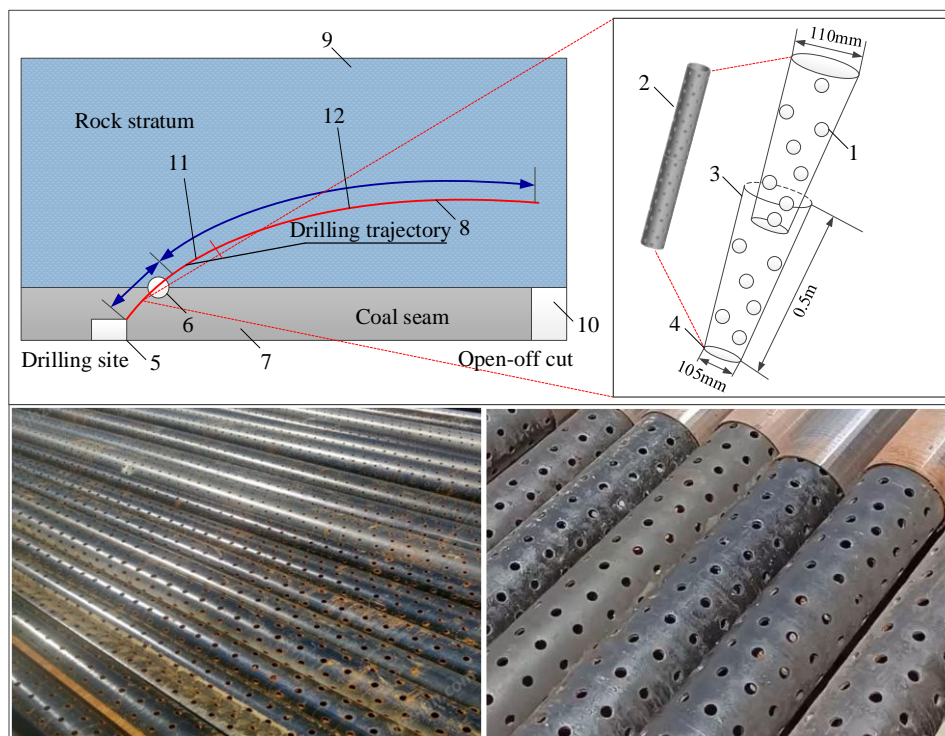 9
110mm
2
12
Rock stratum
1
11
3
8
Drilling trajectory
0.5m
6
Coal seam
10
4
Drilling site
5
7
Open-off cut
105mm